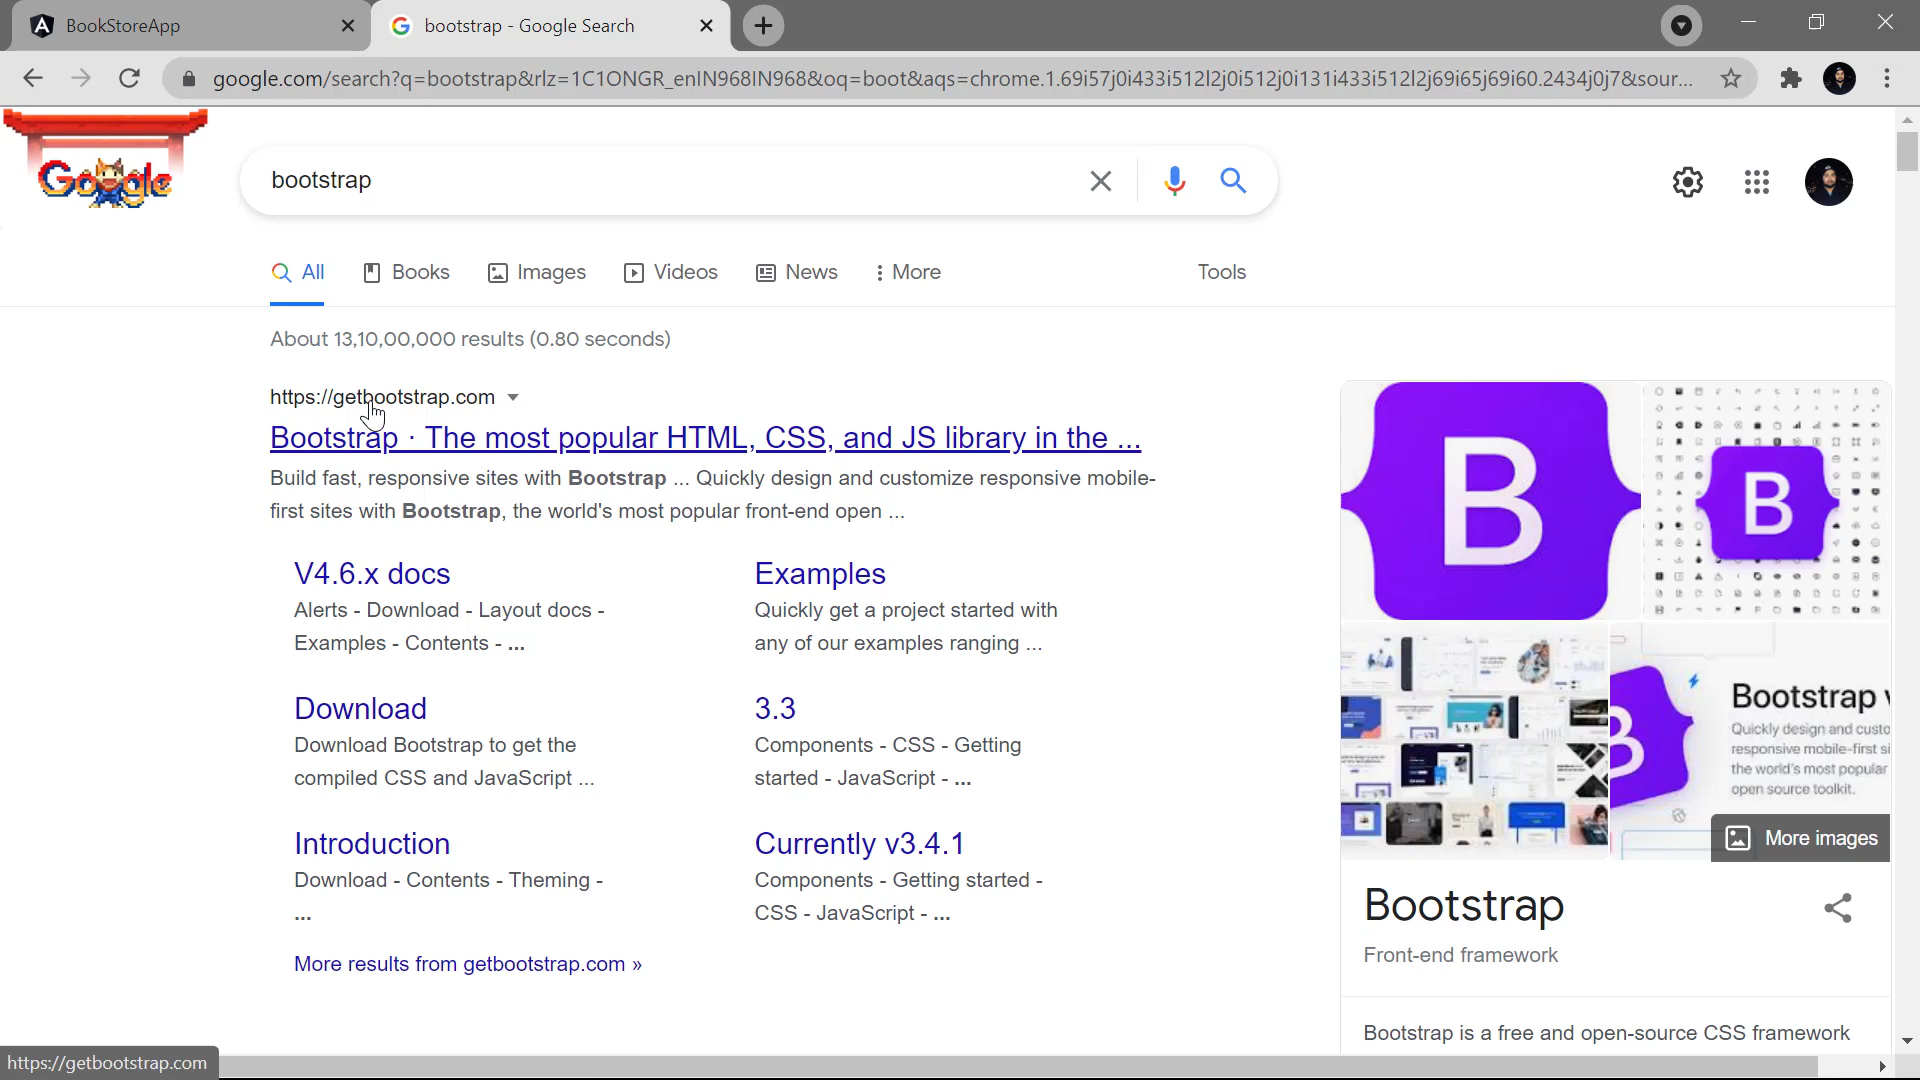 BookStoreApp
bootstrap - Google Search
google.com/search?q=bootstrap&rlz=1C1ONGR_enIN968IN968&oq=boot&aqs=chrome.1.69i57j0i433i512l2j0i512j0i131i433i512l2j69i65j69i60.2434j0j7&sour...
Google
bootstrap
All
Books
Images
Videos
News
More
Tools
About 13,10,00,000 results (0.80 seconds)
https://getbootstrap.com
Bootstrap · The most popular HTML, CSS, and JS library in the ...
Build fast, responsive sites with Bootstrap ... Quickly design and customize responsive mobile-
first sites with Bootstrap, the world's most popular front-end open ...
V4.6.x docs
Alerts - Download - Layout docs -
Examples - Contents - ...
Examples
Quickly get a project started with
any of our examples ranging ...
Download
Download Bootstrap to get the
compiled CSS and JavaScript ...
3.3
Components - CSS - Getting
started - JavaScript - ...
Introduction
Download - Contents - Theming -
...
Currently v3.4.1
Components - Getting started -
CSS - JavaScript - ...
More results from getbootstrap.com »
B
B
B
Bootstrap v
Quickly design and custo
responsive mobile-first si
the world's most popular
open source toolkit.
More images
Bootstrap
Front-end framework
Bootstrap is a free and open-source CSS framework
https://getbootstrap.com